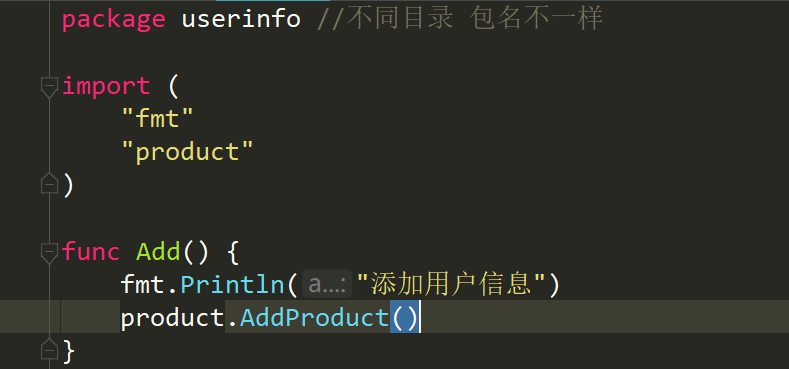 package userinfo //不同目录 包名不一样
import (
"fmt"
"product"
)
func Add() {
fmt.Println( a...: "添加用户信息")
product.AddProduct()
}